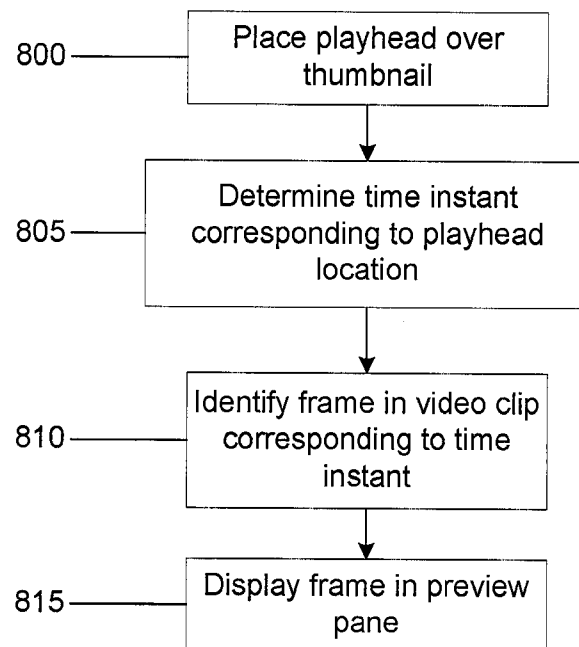 800
Place playhead over
thumbnail
805
Determine time instant
corresponding to playhead
location
810
Identify frame in video clip
corresponding to time
instant
815
Display frame in preview
pane